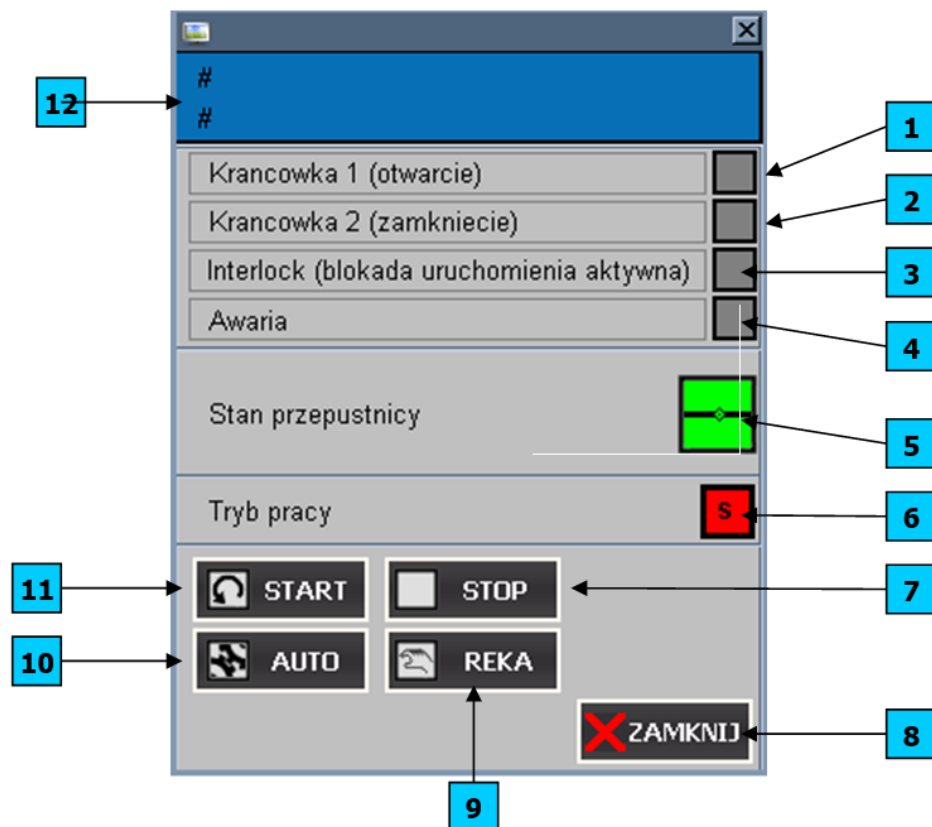 #
12
#
1
Krancowka 1 (otwarcie)
2
Krancowka 2 (zamkniecie)
Interlock (blokada uruchomienia aktywna)
3
Awaria
4
Stan przepustnicy
5
Tryb pracy
S
6
11
START
STOP
7
10
AUTO
REKA
ZAMKNIJ
8
9